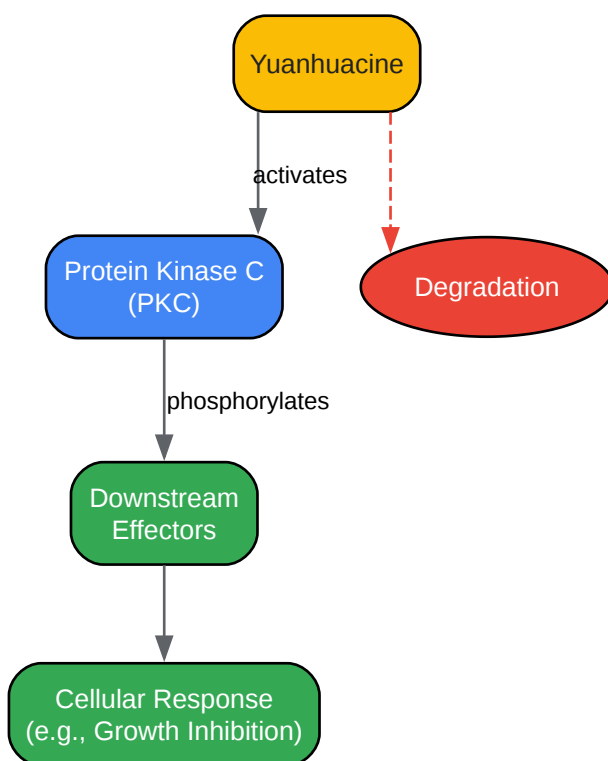 Yuanhuacine
activates
Protein Kinase C
(PKC)
Degradation
phosphorylates
Downstream
Effectors
Cellular Response
(e.g., Growth Inhibition)